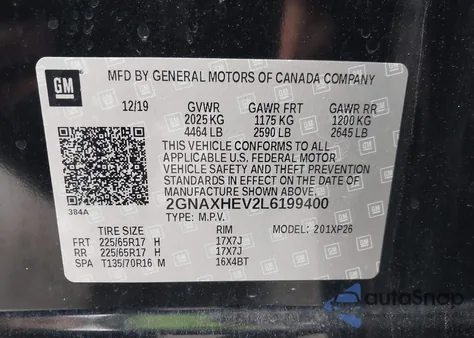 GM
MFD BY GENERAL MOTORS OF CANADA COMPANY
12/19 GVWR GAWR FRT GAWR RR
2025 KG 1175 KG 1200 KG
4464 LB 2590 LB 2645 LB
THIS VEHICLE CONFORMS TO ALL
APPLICABLE U.S. FEDERAL MOTOR
VEHICLE SAFETY AND THEFT PREVENTION
STANDARDS IN EFFECT ON THE DATE OF
MANUFACTURE SHOWN ABOVE.
384A 2GNAXHEV2L6199400
TYPE: M.P.V. MODEL: 201XP26
TIRE SIZE RIM
FRT 225/65R17 H 17X7J
RR 225/65R17 H 17X7J
SPA T135/70R16 M 16X4BT
autoSnap